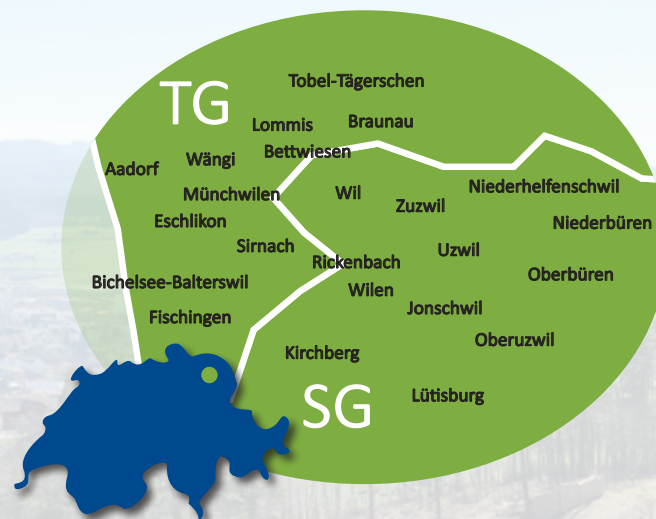 TG
Tobel-Tägerschen
Lommis
Braunau
Bettwiesen
Aadorf
Wängi
Münchwilen
Wil
Zuzwil
Niederhelfenschwil
Niederbüren
Eschlikon
Sirnach
Uzwil
Rickenbach
Oberbüren
Bichelsee-Balterswil
Wilen
Jonschwil
Fischingen
Oberuzwil
Kirchberg
SG
Lütisburg